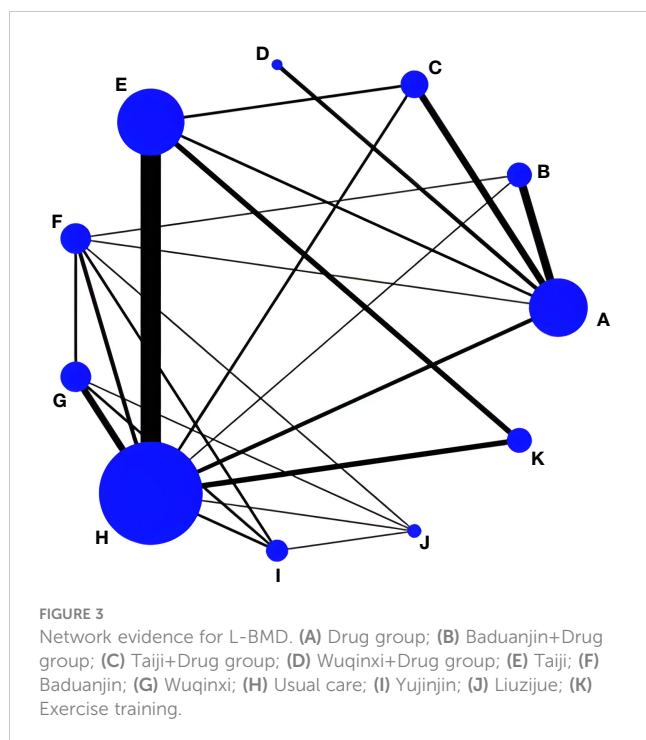 D
C
E
B
F
A
G
K
H
J
I
FIGURE 3
Network evidence for L-BMD. (A) Drug group; (B) Baduanjin+Drug
group; (C) Taiji+Drug group; (D) Wuqinxi+Drug group; (E) Taiji; (F)
Baduanjin; (G) Wuqinxi; (H) Usual care; (I) Yujinjin; (J) Liuzijue; (K)
Exercise training.